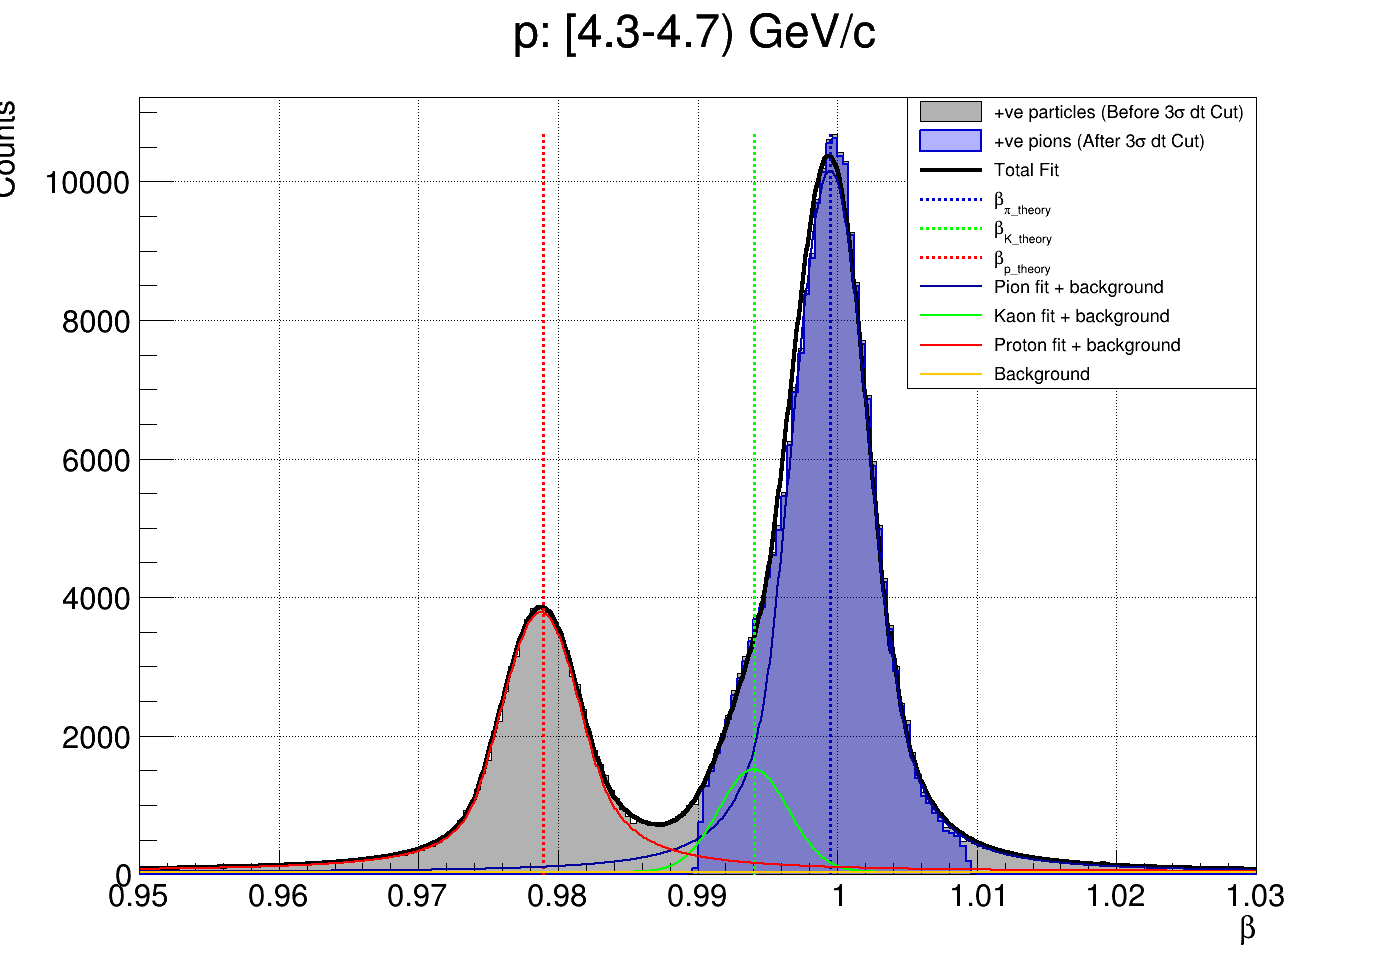 p: [4.3-4.7) GeV/c
Counts
+ve particles (Before 3σ dt Cut)
+ve pions (After 3σ dt Cut)
Total Fit
βπ_theory
βK_theory
βp_theory
Pion fit + background
Kaon fit + background
Proton fit + background
Background
10000
8000
6000
4000
2000
0
0.95 0.96 0.97 0.98 0.99 1 1.01 1.02 1.03
β